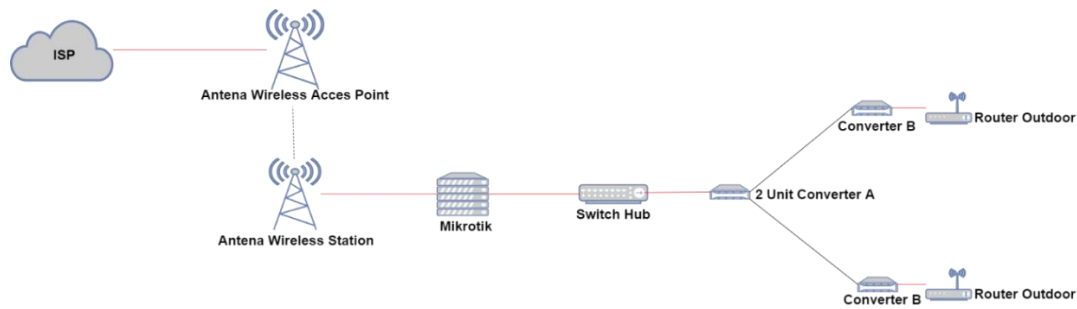 ISP
Antena Wireless Acces Point
Antena Wireless Station
Mikrotik
Switch Hub
2 Unit Converter A
Converter B
Router Outdoor
Converter B
Router Outdoor